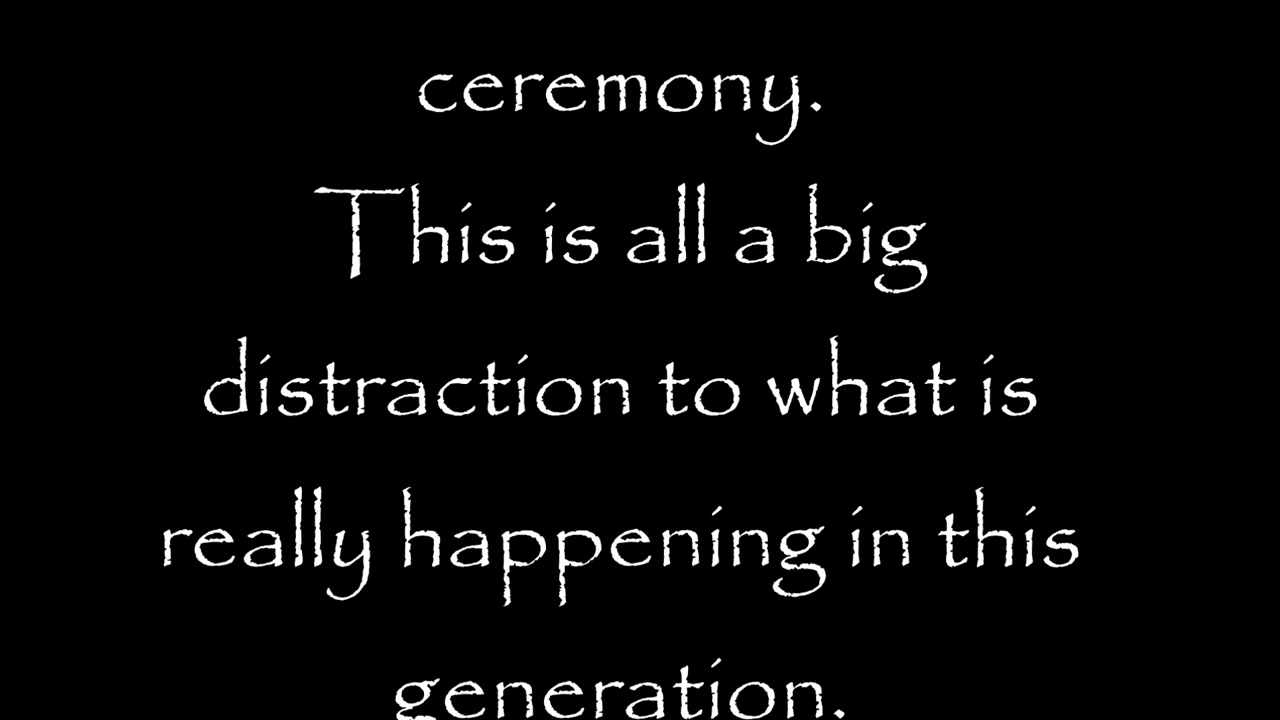 ceremony.
This is all a big
distraction to what is
really happening in this
generation.